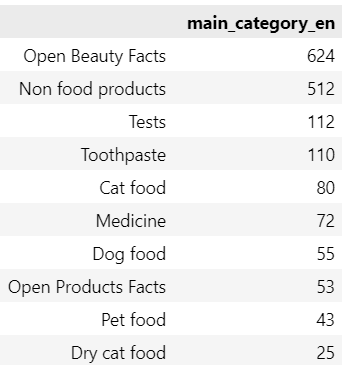 main_category_en
Open Beauty Facts 624
Non food products 512
Tests 112
Toothpaste 110
Cat food 80
Medicine 72
Dog food 55
Open Products Facts 53
Pet food 43
Dry cat food 25